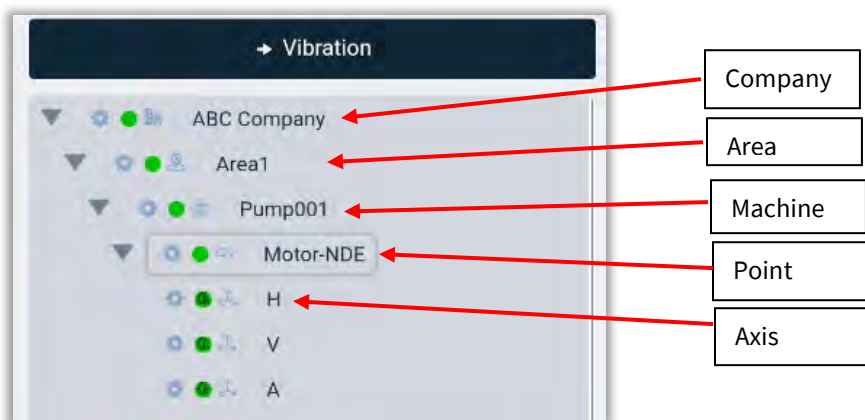 Vibration
ABC Company
Area1
Pump001
Motor-NDE
H
V
A
Company
Area
Machine
Point
Axis